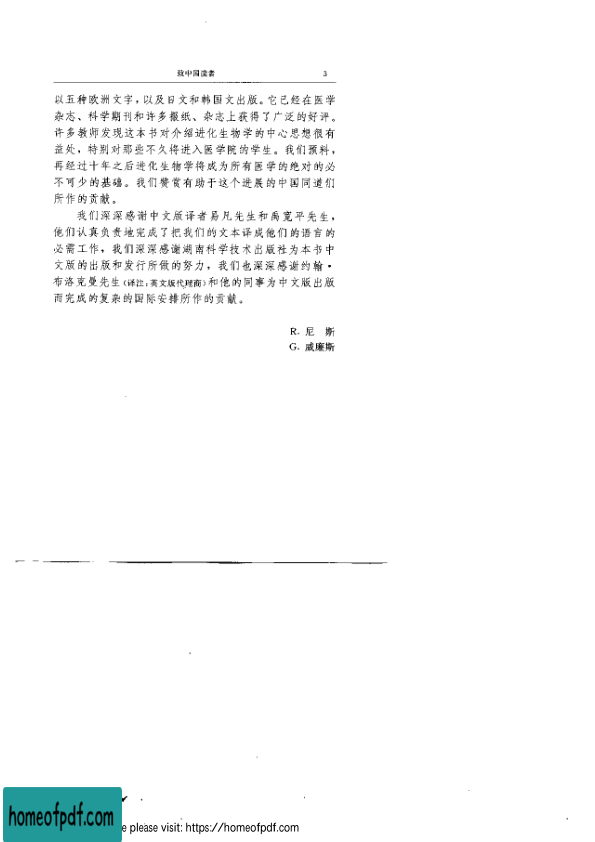 致中国读者 3
以五种欧洲文字，以及日文和韩国文出版。它已经在医学
杂志、科学期刊和许多报纸、杂志上获得了广泛的好评。
许多教师发现这本书对介绍进化生物学的中心思想很有
益处，特别对那些不久将进入医学院的学生。我们预料，
再经过十年之后进化生物学将成为所有医学的绝对的必
不可少的基础。我们赞赏有助于这个进展的中国同道们
所作的贡献。
我们深深感谢中文版译者易凡先生和禹宽平先生，
他们认真负责地完成了把我们的文本译成他们的语言的
必需工作，我们深深感谢湖南科学技术出版社为本书中
文版的出版和发行所做的努力，我们也深深感谢约翰·
布洛克曼先生（译注：英文版代理商）和他的同事为中文版出版
而完成的复杂的国际安排所作的贡献。
R. 尼 斯
G. 威廉斯
homeofpdf.com
e please visit: https://homeofpdf.com